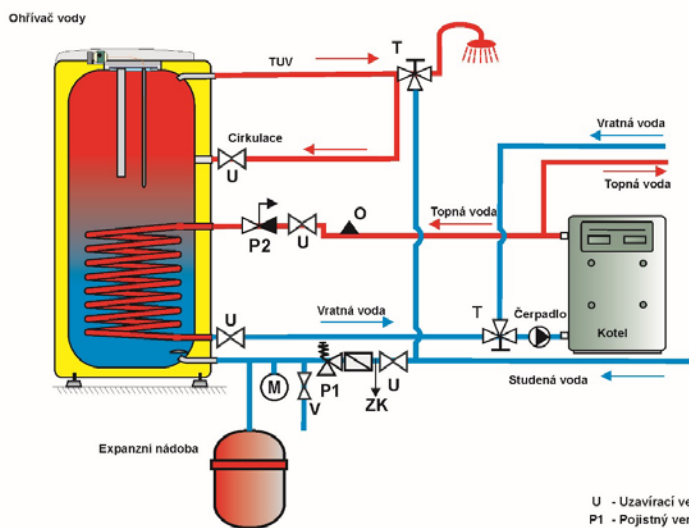 Ohřívač vody
TUV
T
Vratná voda
Cirkulace
U
Topná voda
O
Topná voda
P2
U
U
Vratná voda
T
Čerpadlo
Kotel
M
V
P1
ZK
U
Studená voda
Expanzní nádoba
U - Uzavírací ve
P1 - Pojistný ven